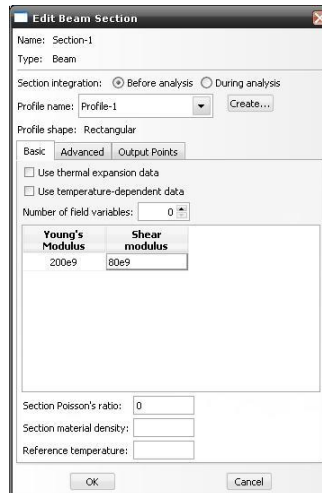 Edit Beam Section
Name: Section-1
Type: Beam
Section integration: Before analysis During analysis
Profile name: Profile-1 Create...
Profile shape: Rectangular
Basic Advanced Output Points
Use thermal expansion data
Use temperature-dependent data
Number of field variables: 0
Young's Shear
Modulus modulus
200e9 80e9
Section Poisson's ratio: 0
Section material density:
Reference temperature:
OK Cancel